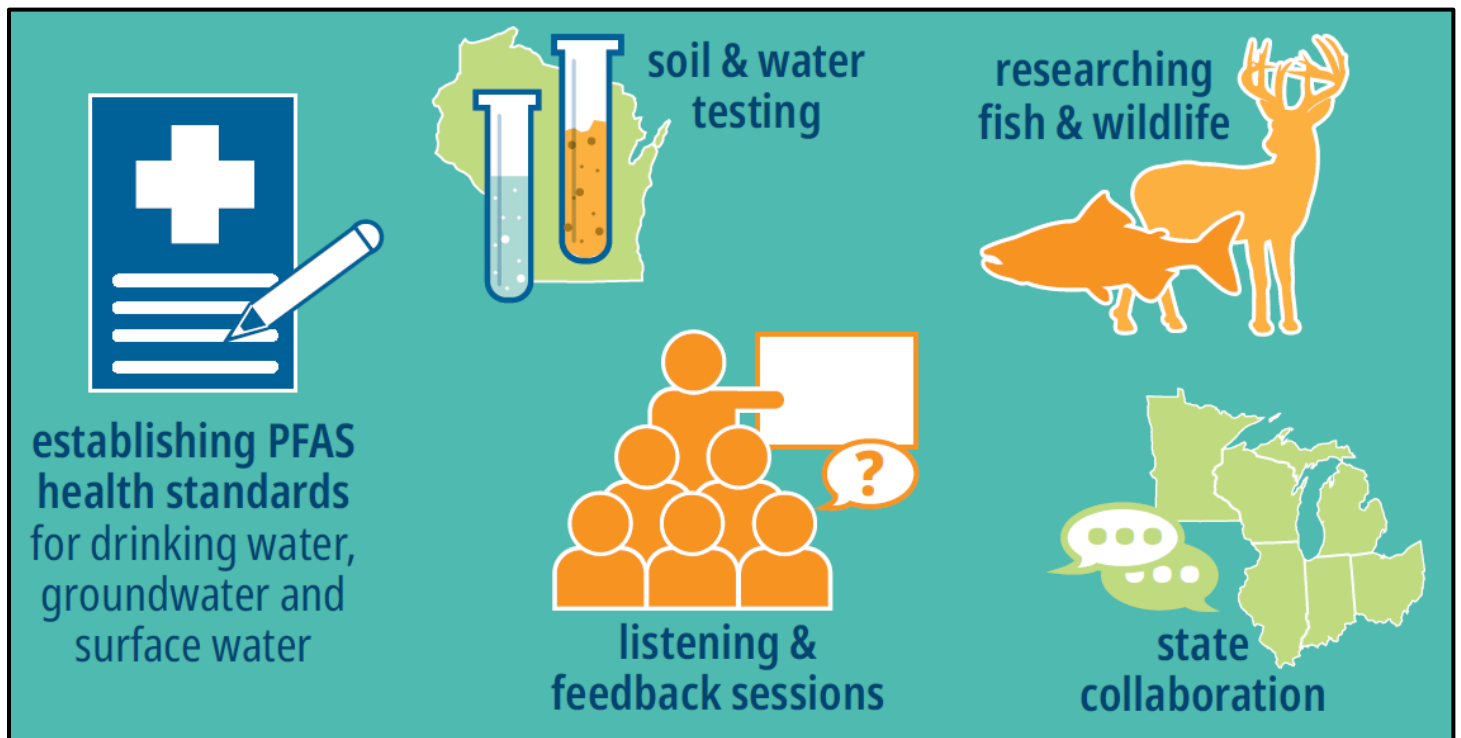 establishing PFAS
health standards
for drinking water,
groundwater and
surface water
soil & water
testing
researching
fish & wildlife
?
listening &
feedback sessions
state
collaboration